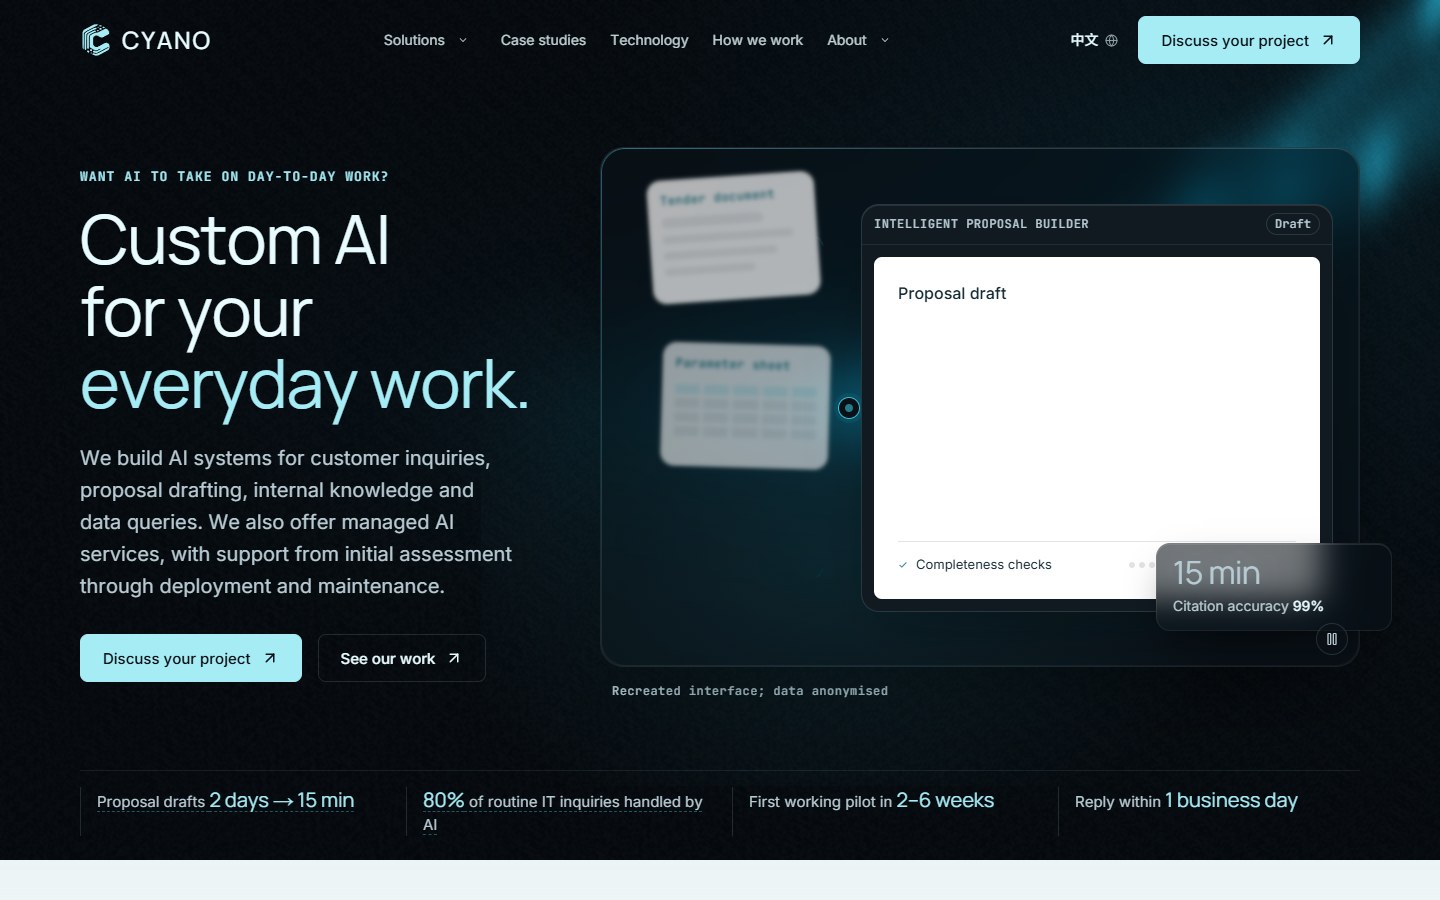 CYANO
Solutions
Case studies
Technology
How we work
About
中文
Discuss your project
WANT AI TO TAKE ON DAY-TO-DAY WORK?
Custom AI
for your
everyday work.
We build AI systems for customer inquiries,
proposal drafting, internal knowledge and
data queries. We also offer managed AI
services, with support from initial assessment
through deployment and maintenance.
Discuss your project
See our work
Tender document
Parameter sheet
INTELLIGENT PROPOSAL BUILDER
Draft
Proposal draft
Completeness checks
15 min
Citation accuracy 99%
Recreated interface; data anonymised
Proposal drafts 2 days → 15 min
80% of routine IT inquiries handled by
AI
First working pilot in 2–6 weeks
Reply within 1 business day